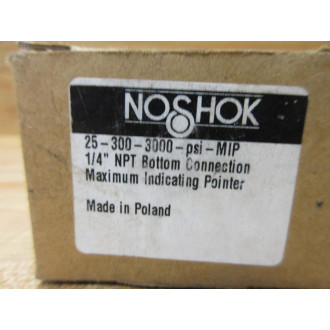 NOSHOK
25-300-3000-psi-MIP
1/4" NPT Bottom Connection
Maximum Indicating Pointer
Made in Poland